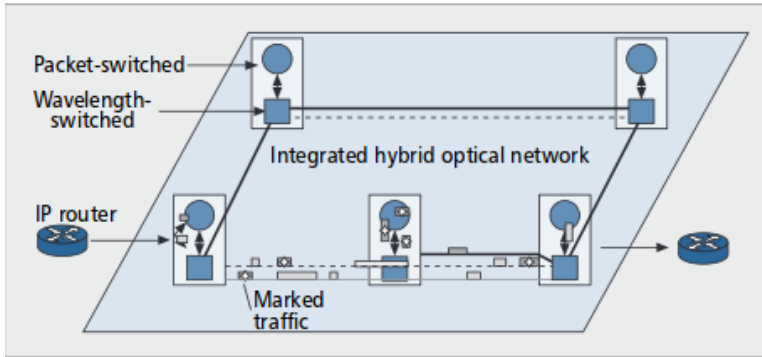 Packet-switched
Wavelength-
switched
Integrated hybrid optical network
IP router
Marked
traffic